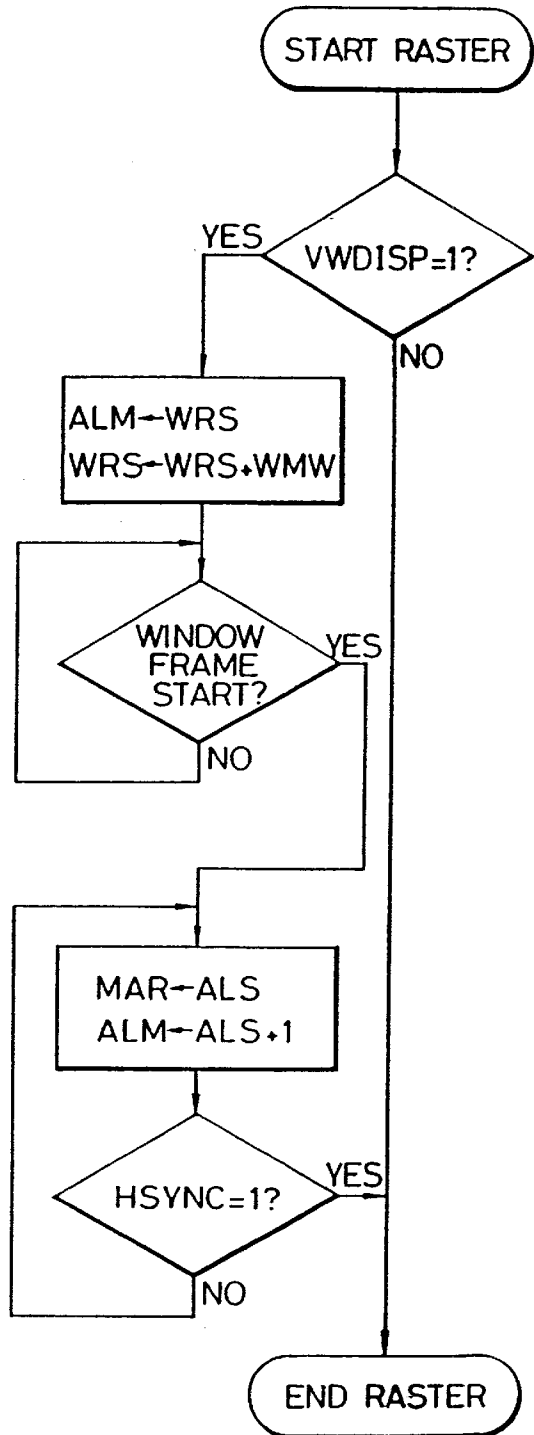 START RASTER
YES
VWDISP=1?
NO
ALM←WRS
WRS←WRS+WMW
WINDOW
FRAME
START?
YES
NO
MAR←ALS
ALM←ALS+1
YES
HSYNC=1?
NO
END RASTER